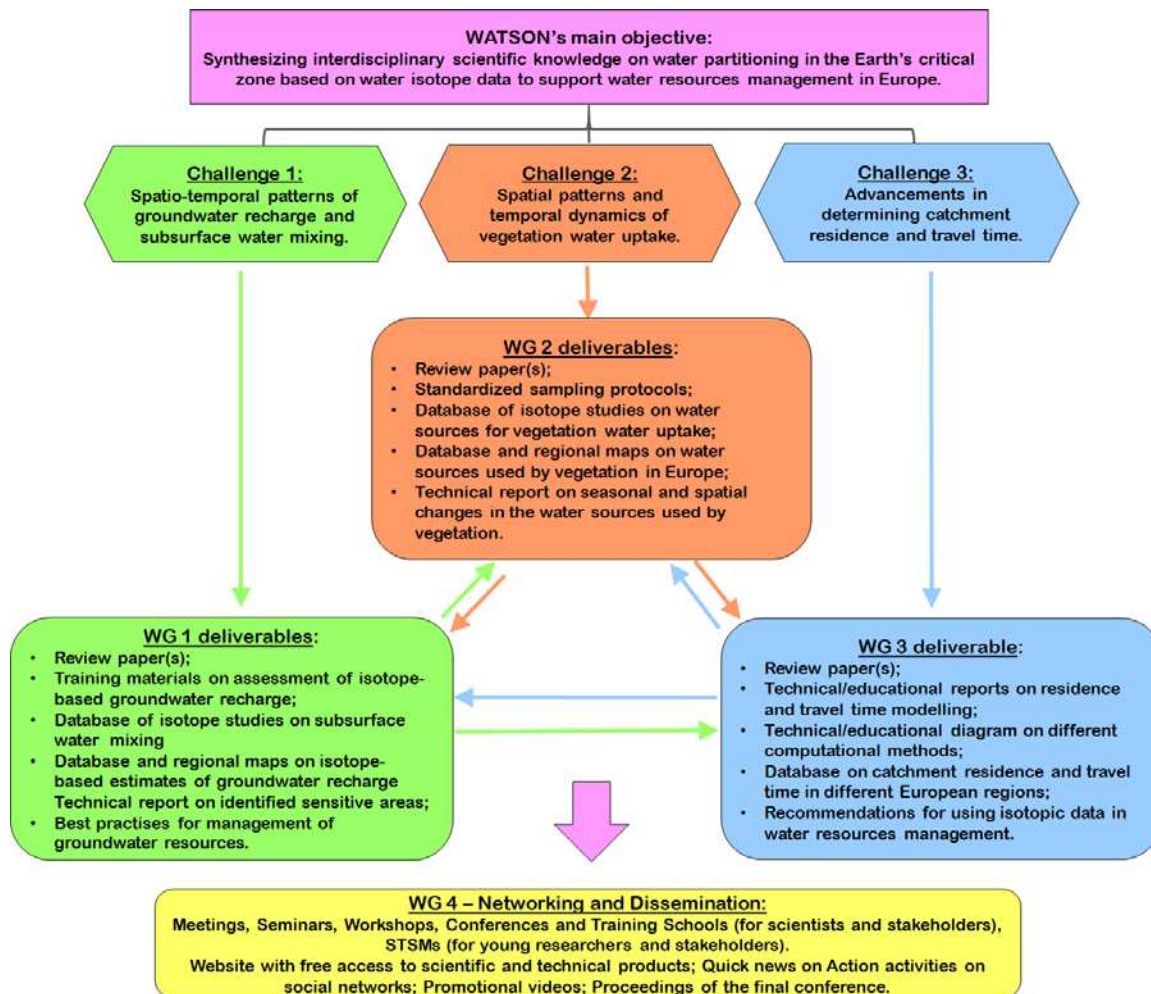 WATSON's main objective:
Synthesizing interdisciplinary scientific knowledge on water partitioning in the Earth's critical
zone based on water isotope data to support water resources management in Europe.
Challenge 1:
Spatio-temporal patterns of
groundwater recharge and
subsurface water mixing.
Challenge 2:
Spatial patterns and
temporal dynamics of
vegetation water uptake.
Challenge 3:
Advancements in
determining catchment
residence and travel time.
WG 2 deliverables:
• Review paper(s);
• Standardized sampling protocols;
• Database of isotope studies on water
sources for vegetation water uptake;
• Database and regional maps on water
sources used by vegetation in Europe;
• Technical report on seasonal and spatial
changes in the water sources used by
vegetation.
WG 1 deliverables:
• Review paper(s);
• Training materials on assessment of isotope-
based groundwater recharge;
• Database of isotope studies on subsurface
water mixing
• Database and regional maps on isotope-
based estimates of groundwater recharge
Technical report on identified sensitive areas;
• Best practises for management of
groundwater resources.
WG 3 deliverable:
• Review paper(s);
• Technical/educational reports on residence
and travel time modelling;
• Technical/educational diagram on different
computational methods;
• Database on catchment residence and travel
time in different European regions;
• Recommendations for using isotopic data in
water resources management.
WG 4 – Networking and Dissemination:
Meetings, Seminars, Workshops, Conferences and Training Schools (for scientists and stakeholders),
STSMs (for young researchers and stakeholders).
Website with free access to scientific and technical products; Quick news on Action activities on
social networks; Promotional videos; Proceedings of the final conference.